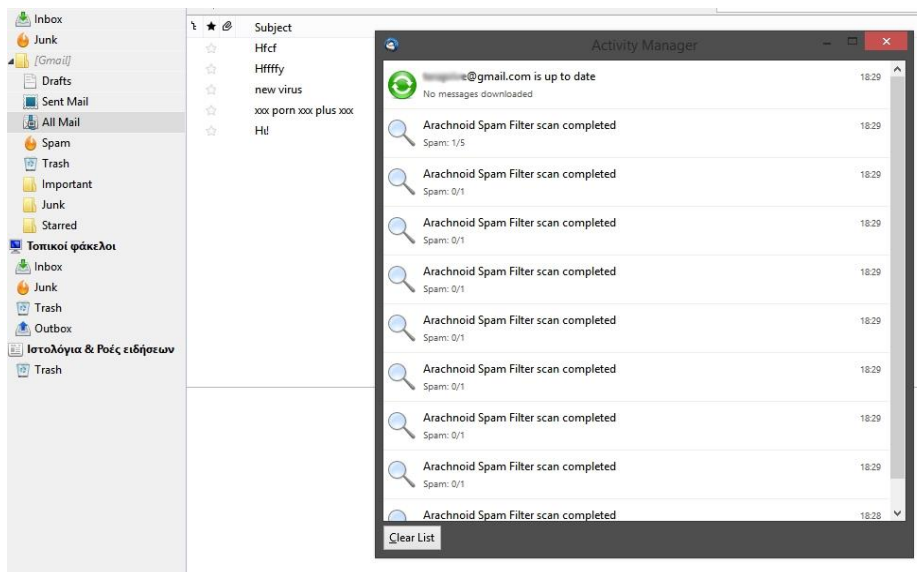 Inbox
Junk
[Gmail]
Drafts
Sent Mail
All Mail
Spam
Trash
Important
Junk
Starred
Τοπικοί φάκελοι
Inbox
Junk
Trash
Outbox
Ιστολόγια & Ροές ειδήσεων
Trash
Subject
Hfcf
Hffffy
new virus
xxx porn xxx plus xxx
Hi!
Activity Manager
e@gmail.com is up to date 18:29
No messages downloaded
Arachnoid Spam Filter scan completed 18:29
Spam: 1/5
Arachnoid Spam Filter scan completed 18:29
Spam: 0/1
Arachnoid Spam Filter scan completed 18:29
Spam: 0/1
Arachnoid Spam Filter scan completed 18:29
Spam: 0/1
Arachnoid Spam Filter scan completed 18:29
Spam: 0/1
Arachnoid Spam Filter scan completed 18:29
Spam: 0/1
Arachnoid Spam Filter scan completed 18:29
Spam: 0/1
Arachnoid Spam Filter scan completed 18:29
Spam: 0/1
Arachnoid Spam Filter scan completed 18:28
Clear List